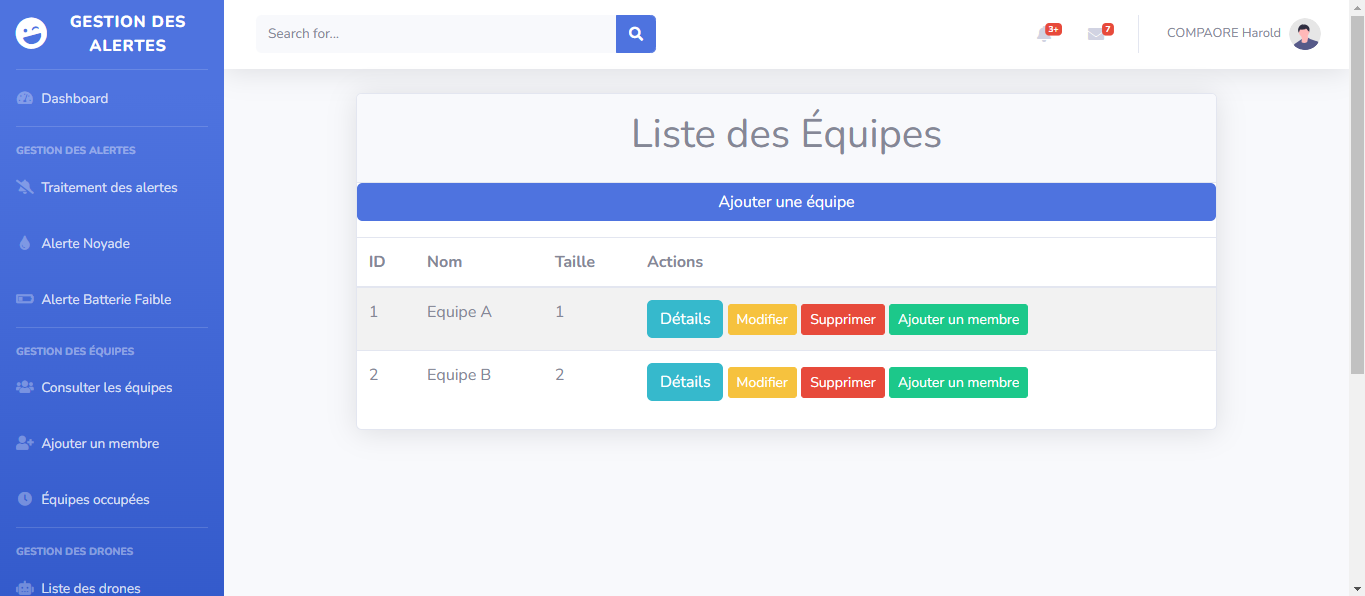 GESTION DES
ALERTES
Search for...
3+
7
COMPAORE Harold
Dashboard
GESTION DES ALERTES
Traitement des alertes
Alerte Noyade
Alerte Batterie Faible
GESTION DES ÉQUIPES
Consulter les équipes
Ajouter un membre
Équipes occupées
GESTION DES DRONES
Liste des drones
Liste des Équipes
Ajouter une équipe
ID Nom Taille Actions
1 Equipe A 1 Détails Modifier Supprimer Ajouter un membre
2 Equipe B 2 Détails Modifier Supprimer Ajouter un membre